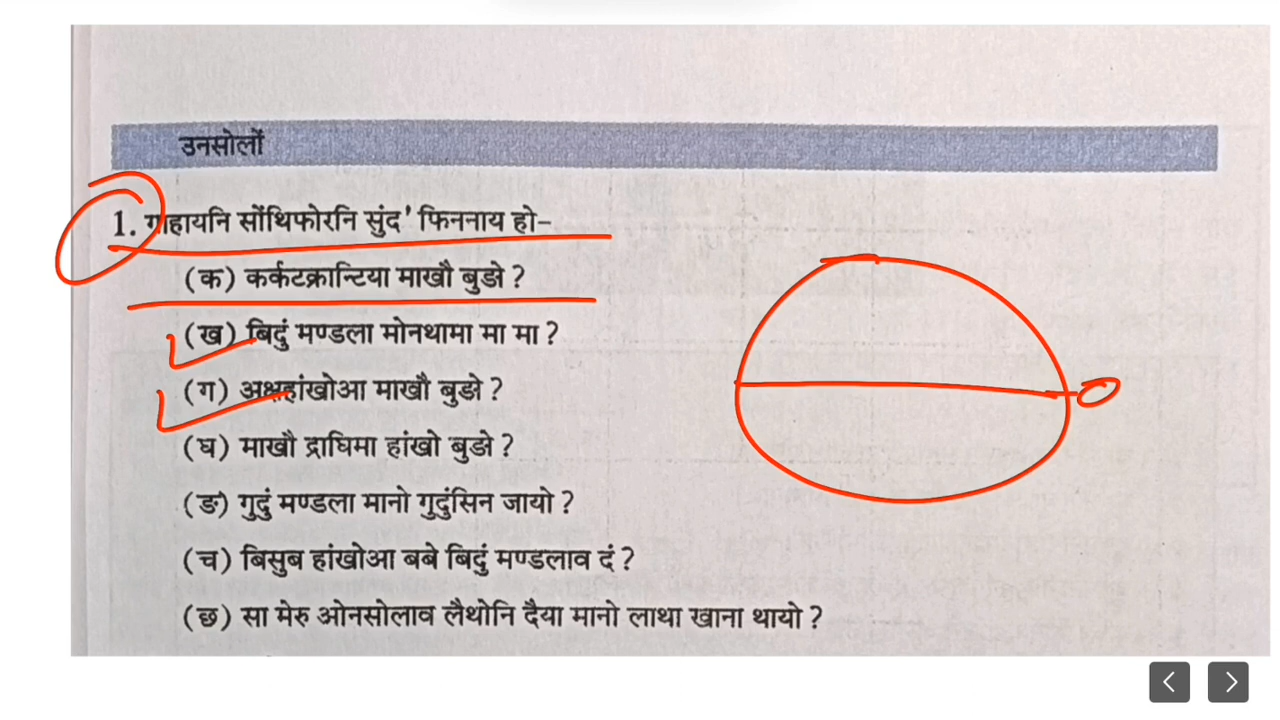 उनसोलों
1. गाहायनि सोंथिफोरनि सुंद' फिननाय हो-
(क) कर्कटक्रान्टिया माखौ बुङो ?
(ख) बिदुं मण्डला मोनथामा मा मा ?
(ग) अक्षहांखोआ माखौ बुङो ?
(घ) माखौ द्राघिमा हांखो बुङो ?
(ङ) गुदुं मण्डला मानो गुदुंसिन जायो ?
(च) बिसुब हांखोआ बबे बिदुं मण्डलाव दं ?
(छ) सा मेरु ओनसोलाव लैथोनि दैया मानो लाथा खाना थायो ?